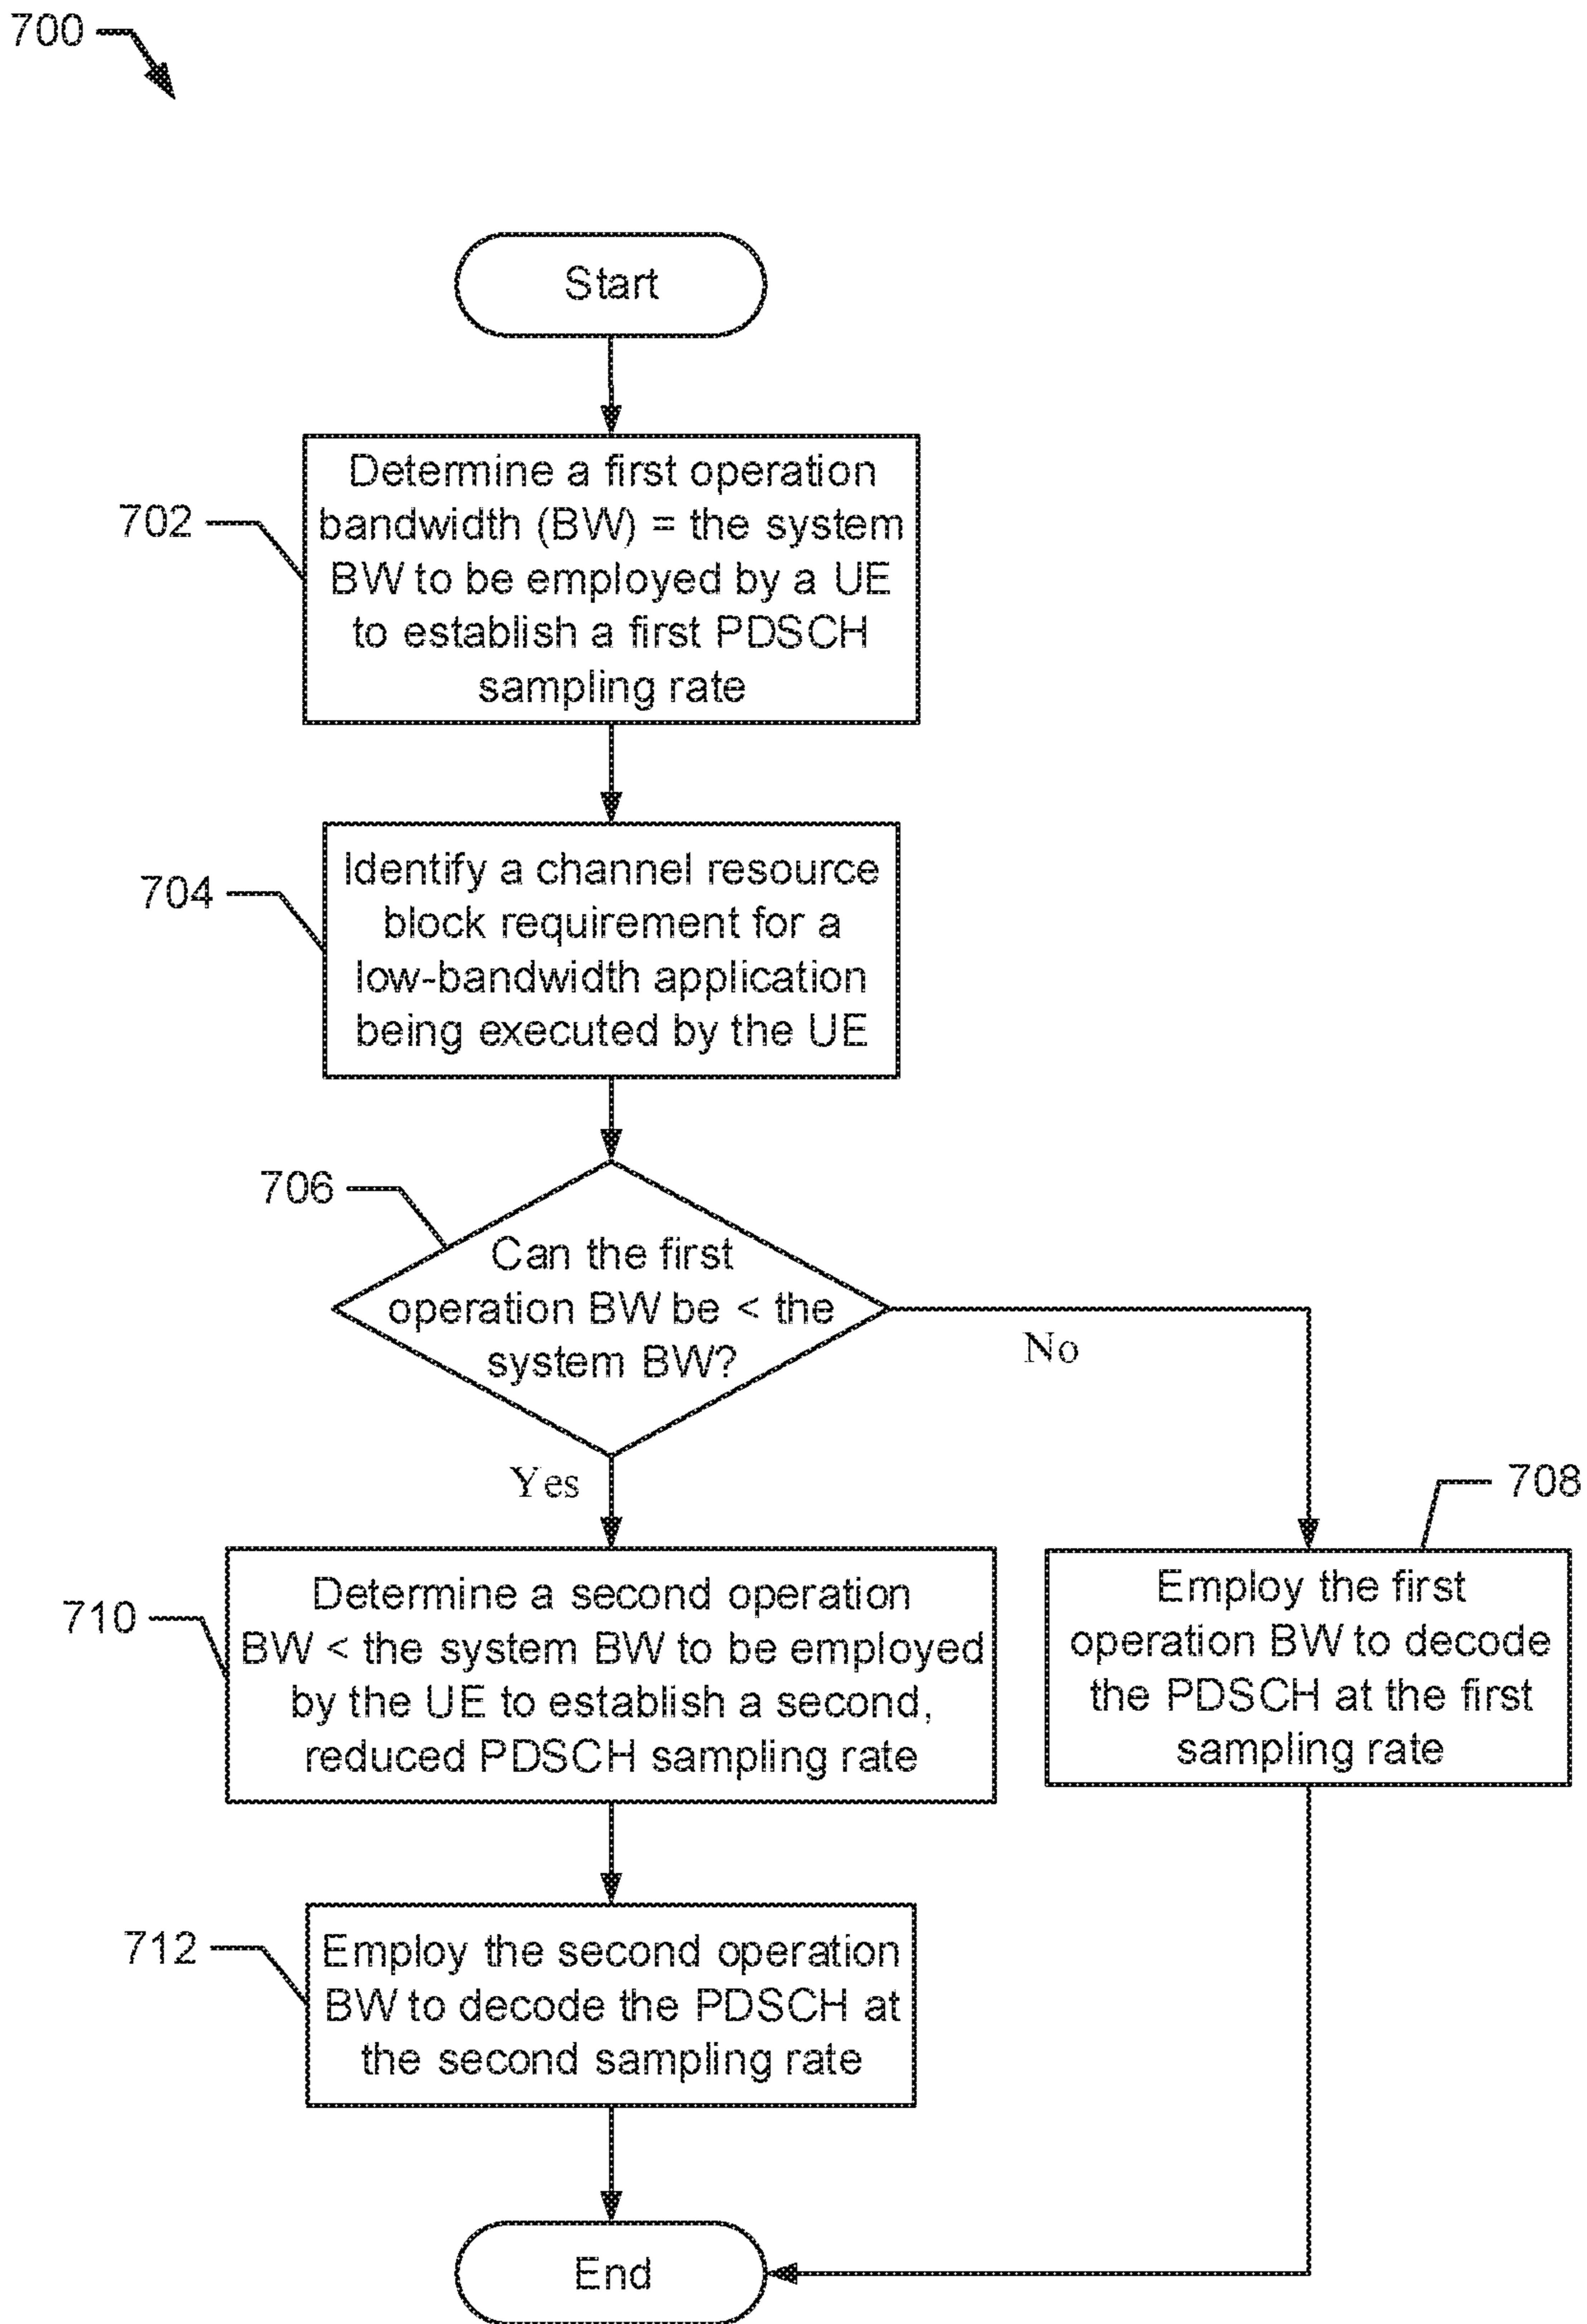 700
Start
702
Determine a first operation
bandwidth (BW) = the system
BW to be employed by a UE
to establish a first PDSCH
sampling rate
704
Identify a channel resource
block requirement for a
low-bandwidth application
being executed by the UE
706
Can the first
operation BW be < the
system BW?
No
Yes
708
Employ the first
operation BW to decode
the PDSCH at the first
sampling rate
710
Determine a second operation
BW < the system BW to be employed
by the UE to establish a second,
reduced PDSCH sampling rate
712
Employ the second operation
BW to decode the PDSCH at
the second sampling rate
End